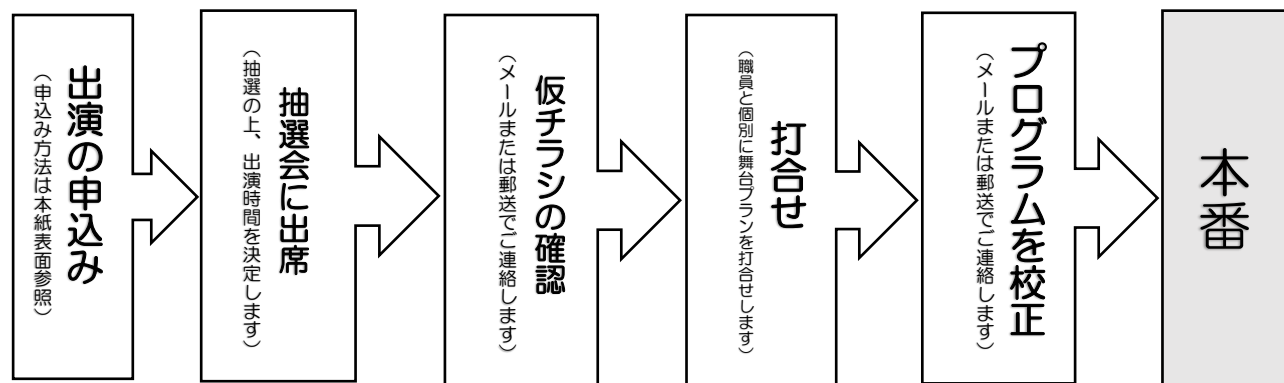 出演の申込み
（申込み方法は本紙表面参照）
抽選会に出席
（抽選の上、出演時間を決定します）
仮チラシの確認
（メールまたは郵送でご連絡します）
打合せ
（職員と個別に舞台プランを打合せします）
プログラムを校正
（メールまたは郵送でご連絡します）
本番